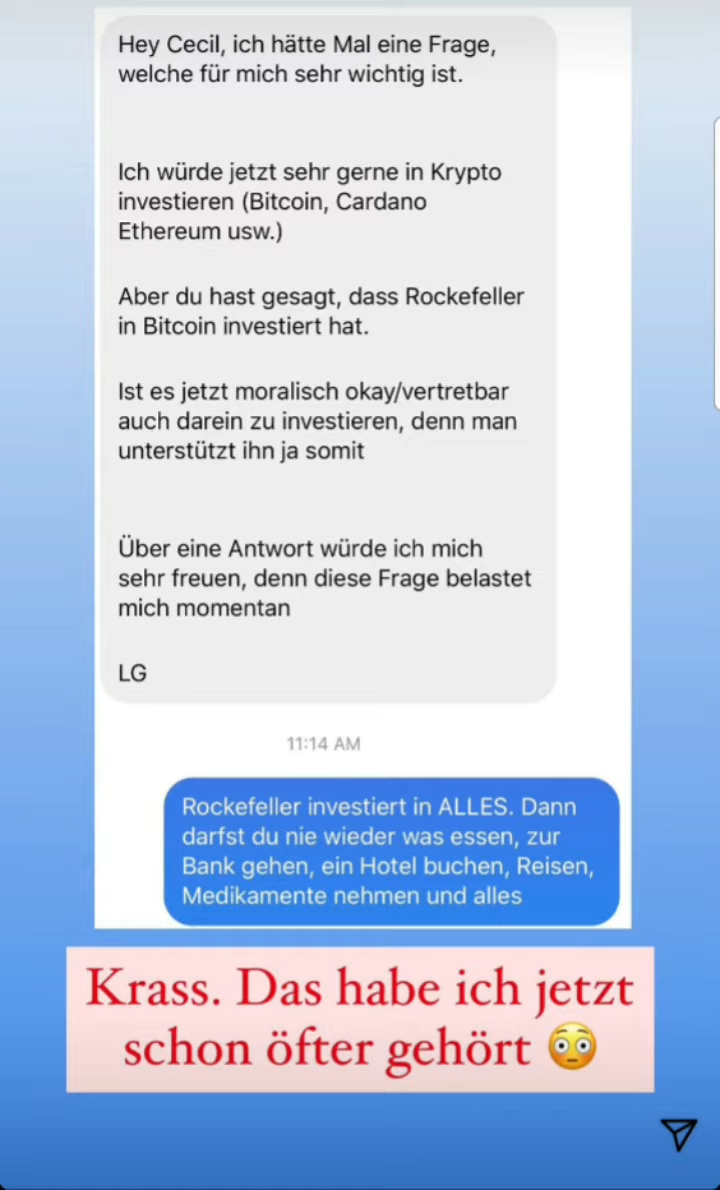 Hey Cecil, ich hätte Mal eine Frage,
welche für mich sehr wichtig ist.
Ich würde jetzt sehr gerne in Krypto
investieren (Bitcoin, Cardano
Ethereum usw.)
Aber du hast gesagt, dass Rockefeller
in Bitcoin investiert hat.
Ist es jetzt moralisch okay/vertretbar
auch darein zu investieren, denn man
unterstützt ihn ja somit
Über eine Antwort würde ich mich
sehr freuen, denn diese Frage belastet
mich momentan
LG
11:14 AM
Rockefeller investiert in ALLES. Dann
darfst du nie wieder was essen, zur
Bank gehen, ein Hotel buchen, Reisen,
Medikamente nehmen und alles
Krass. Das habe ich jetzt
schon öfter gehört 😳